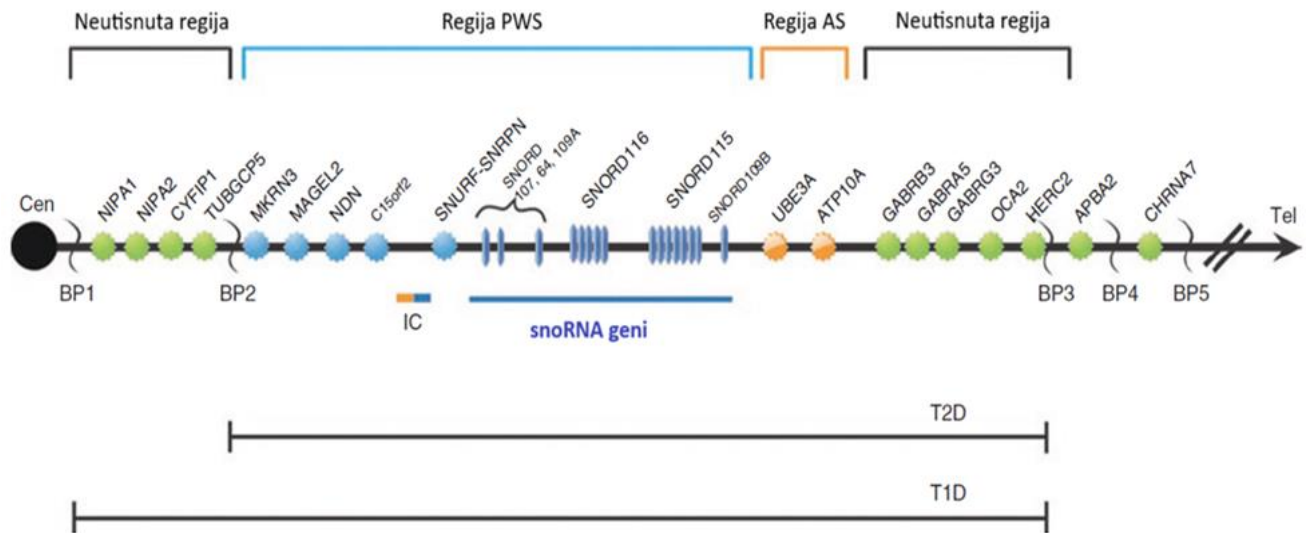 Neutisnuta regija
Regija PWS
Regija AS
Neutisnuta regija
Cen
NIPA1
NIPA2
CYFIP1
TUBGCP5
MKRN3
MAGEL2
NDN
C15orf2
SNURF-SNRPN
SNORD
107, 64, 109A
SNORD116
SNORD115
SNORD109B
UBE3A
ATP10A
GABRB3
GABRA5
GABRG3
OCA2
HERC2
APBA2
CHRNA7
Tel
BP1
BP2
BP3
BP4
BP5
IC
snoRNA geni
T2D
T1D